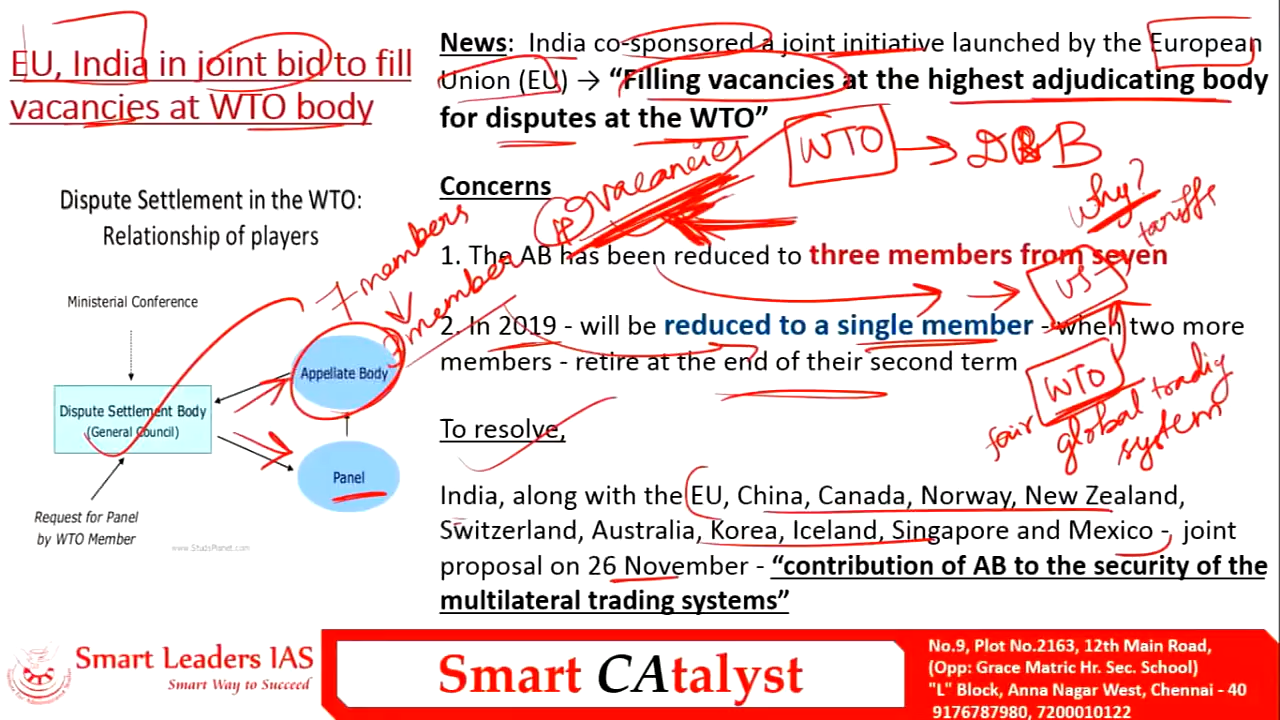 EU, India in joint bid to fill
vacancies at WTO body
News: India co-sponsored a joint initiative launched by the European
Union (EU) → “Filling vacancies at the highest adjudicating body
for disputes at the WTO”
WTO → DSB
Concerns
4 vacancies
why?
tariffs
1. The AB has been reduced to three members from seven
US
2. In 2019 - will be reduced to a single member - when two more
members - retire at the end of their second term
WTO
fair global trading
system
To resolve,
India, along with the EU, China, Canada, Norway, New Zealand,
Switzerland, Australia, Korea, Iceland, Singapore and Mexico - joint
proposal on 26 November - “contribution of AB to the security of the
multilateral trading systems”
Dispute Settlement in the WTO:
Relationship of players
7 members
3 members
Ministerial Conference
Appellate Body
Dispute Settlement Body
(General Council)
Panel
Request for Panel
by WTO Member
www.StudsPlanet.com
Smart Leaders IAS
Smart Way to Succeed
Smart CAtalyst
No.9, Plot No.2163, 12th Main Road,
(Opp: Grace Matric Hr. Sec. School)
"L" Block, Anna Nagar West, Chennai - 40
9176787980, 7200010122